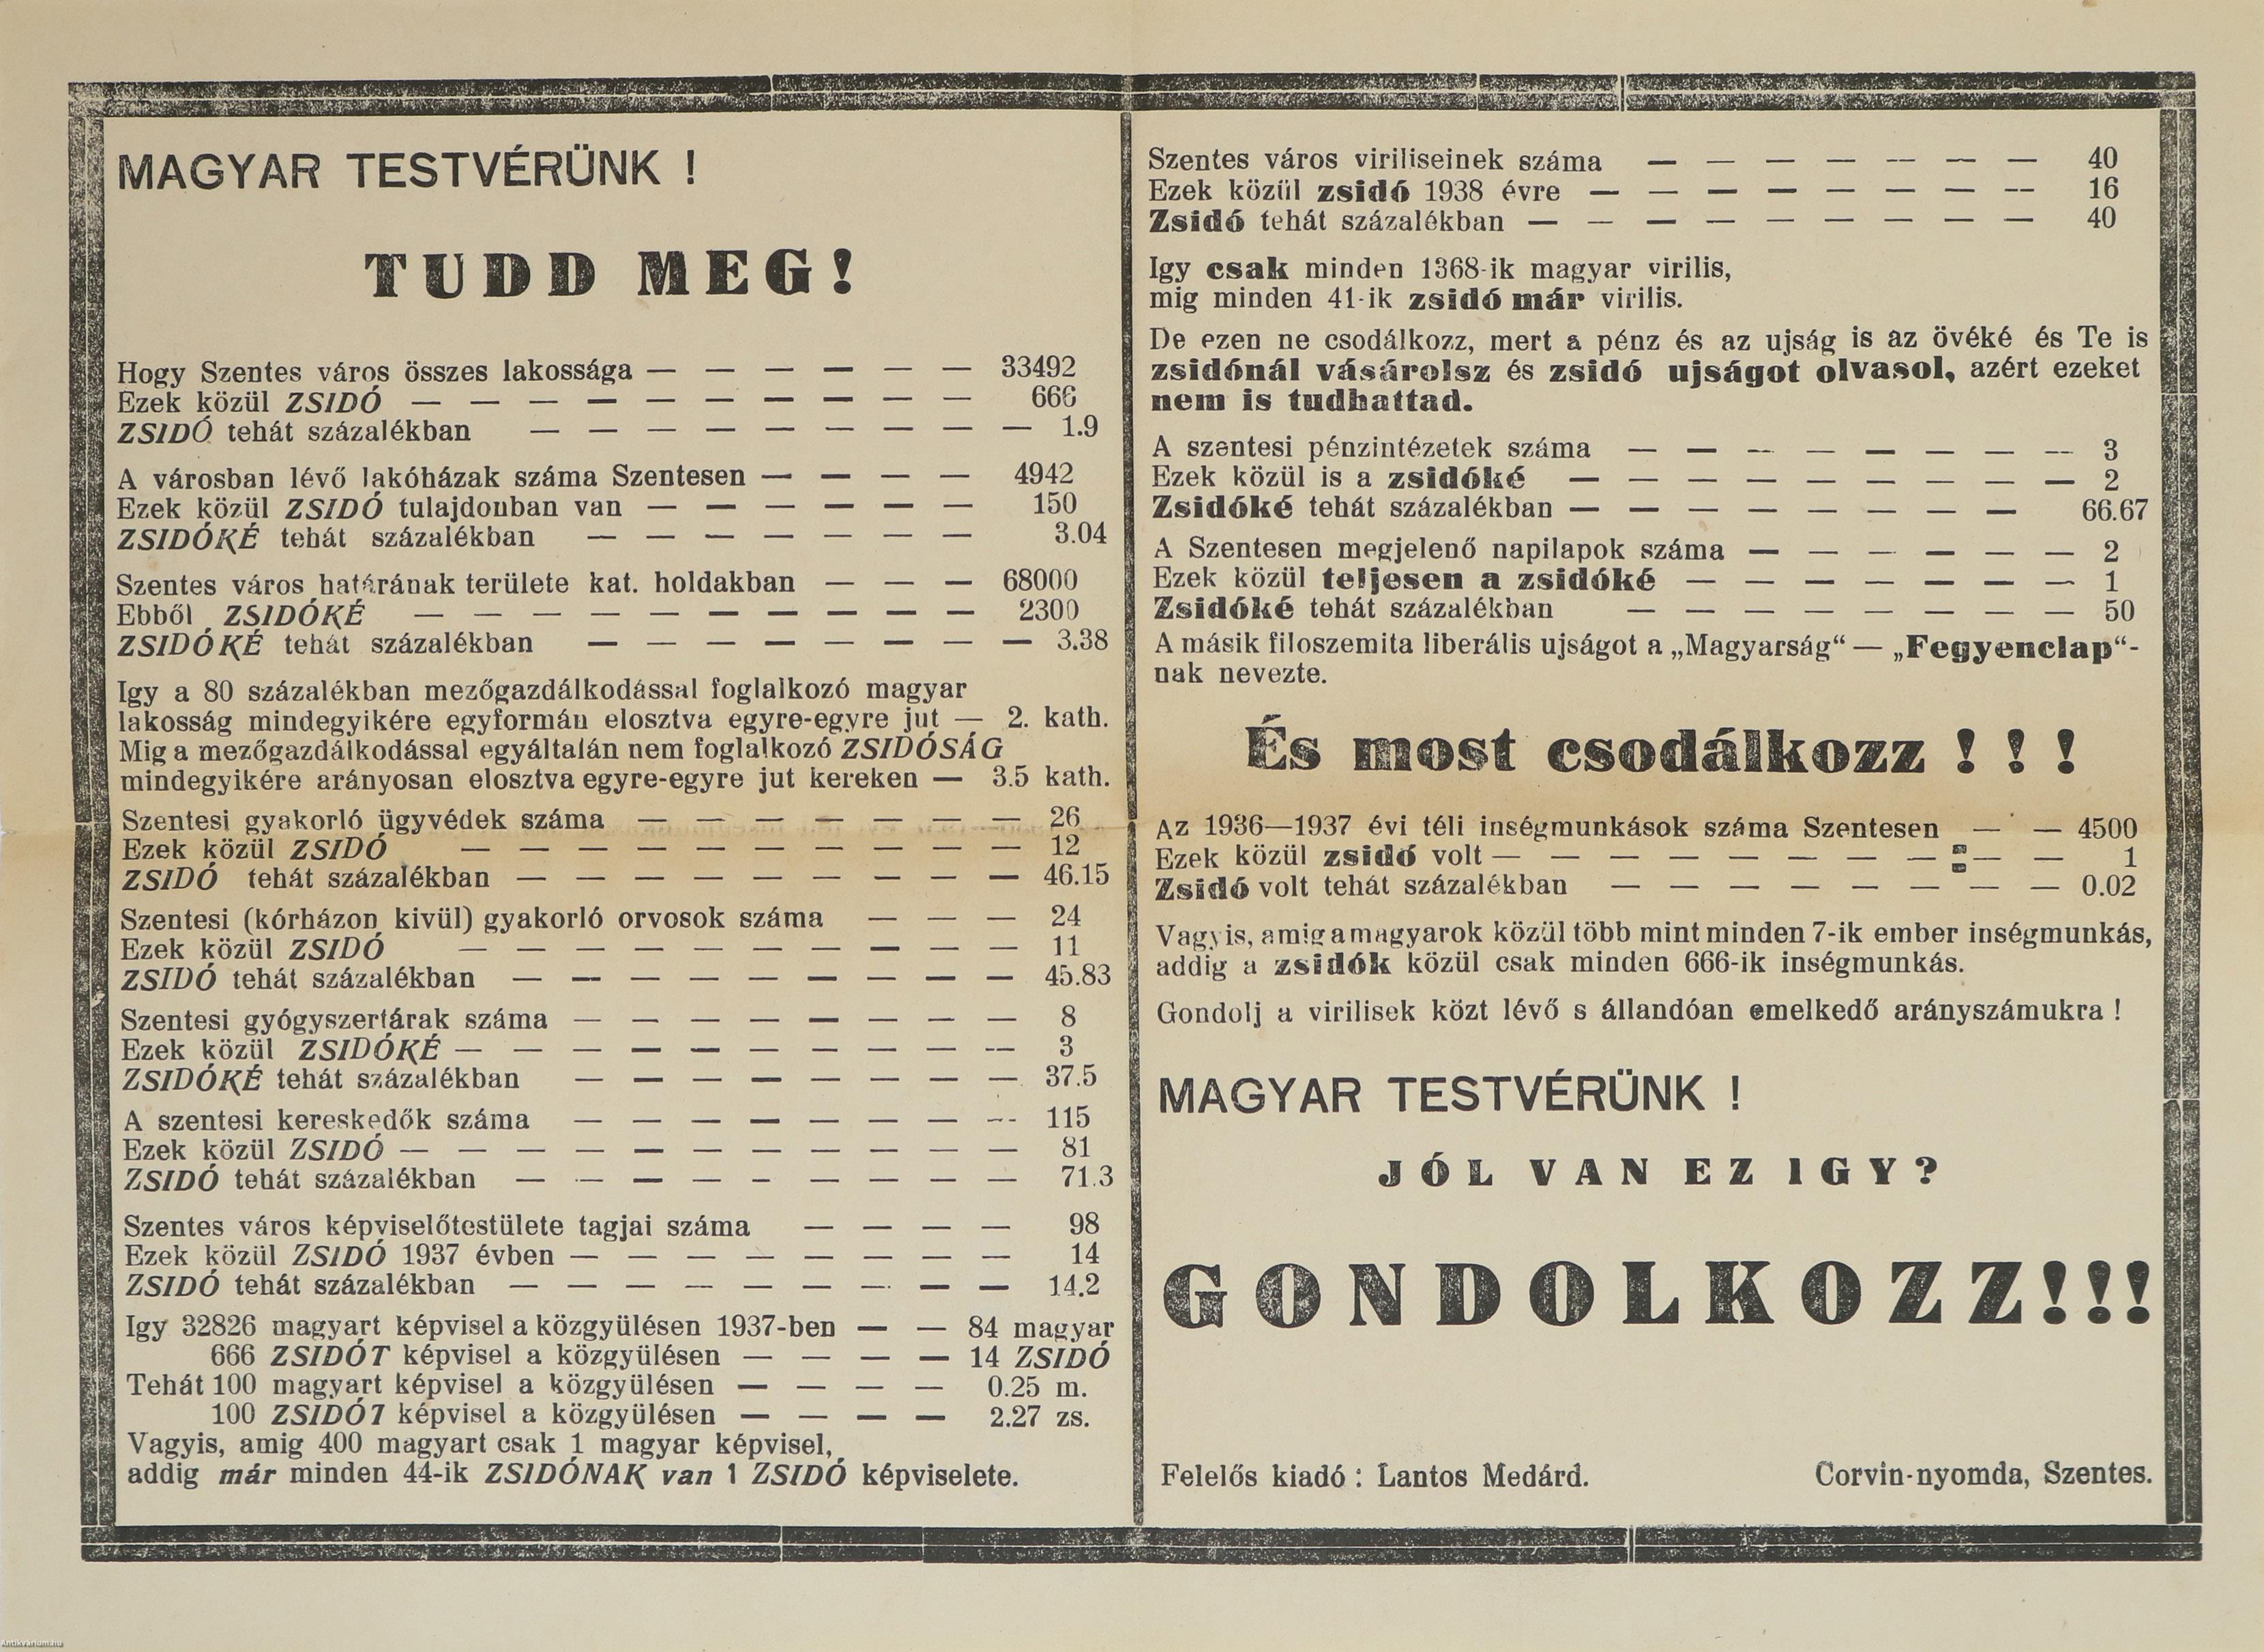 MAGYAR TESTVÉRÜNK !
TUDD MEG!
Hogy Szentes város összes lakossága — — — — — — 33492
Ezek közül ZSIDÓ — — — — — — — — — — 666
ZSIDÓ tehát százalékban — — — — — — — — — 1.9
A városban lévő lakóházak száma Szentesen — — — — 4942
Ezek közül ZSIDÓ tulajdonban van — — — — — — 150
ZSIDÓKÉ tehát százalékban — — — — — — — 3.04
Szentes város határának területe kat. holdakban — — — 68000
Ebből ZSIDÓKÉ — — — — — — — — — — 2300
ZSIDÓKÉ tehát százalékban — — — — — — — — 3.38
Igy a 80 százalékban mezőgazdálkodással foglalkozó magyar
lakosság mindegyikére egyformán elosztva egyre-egyre jut — 2. kath.
Mig a mezőgazdálkodással egyáltalán nem foglalkozó ZSIDÓSÁG
mindegyikére arányosan elosztva egyre-egyre jut kereken — 3.5 kath.
Szentesi gyakorló ügyvédek száma — — — — — — — 26
Ezek közül ZSIDÓ — — — — — — — — — — 12
ZSIDÓ tehát százalékban — — — — — — — — — 46.15
Szentesi (kórházon kivül) gyakorló orvosok száma — — — 24
Ezek közül ZSIDÓ — — — — — — — — — — 11
ZSIDÓ tehát százalékban — — — — — — — — — 45.83
Szentesi gyógyszertárak száma — — — — — — — — 8
Ezek közül ZSIDÓKÉ — — — — — — — — — — 3
ZSIDÓKÉ tehát százalékban — — — — — — — — 37.5
A szentesi kereskedők száma — — — — — — — — 115
Ezek közül ZSIDÓ — — — — — — — — — — — 81
ZSIDÓ tehát százalékban — — — — — — — — — 71.3
Szentes város képviselőtestülete tagjai száma — — — — 98
Ezek közül ZSIDÓ 1937 évben — — — — — — — — 14
ZSIDÓ tehát százalékban — — — — — — — — — 14.2
Igy 32826 magyart képvisel a közgyülésen 1937-ben — — 84 magyar
666 ZSIDÓT képvisel a közgyülésen — — — — 14 ZSIDÓ
Tehát 100 magyart képvisel a közgyülésen — — — — 0.25 m.
100 ZSIDÓT képvisel a közgyülésen — — — — 2.27 zs.
Vagyis, amig 400 magyart csak 1 magyar képvisel,
addig már minden 44-ik ZSIDÓNAK van 1 ZSIDÓ képviselete.
Szentes város viriliseinek száma — — — — — — — 40
Ezek közül zsidó 1938 évre — — — — — — — — 16
Zsidó tehát százalékban — — — — — — — — — 40
Igy csak minden 1368-ik magyar virilis,
mig minden 41-ik zsidó már virilis.
De ezen ne csodálkozz, mert a pénz és az ujság is az övéké és Te is
zsidónál vásárolsz és zsidó ujságot olvasol, azért ezeket
nem is tudhattad.
A szentesi pénzintézetek száma — — — — — — — — 3
Ezek közül is a zsidóké — — — — — — — — — 2
Zsidóké tehát százalékban — — — — — — — — 66.67
A Szentesen megjelenő napilapok száma — — — — — — 2
Ezek közül teljesen a zsidóké — — — — — — — 1
Zsidóké tehát százalékban — — — — — — — — 50
A másik filoszemita liberális ujságot a „Magyarság“ — „Fegyenclap“-
nak nevezte.
És most csodálkozz ! ! !
Az 1936—1937 évi téli inségmunkások száma Szentesen — — — 4500
Ezek közül zsidó volt — — — — — — — — — — 1
Zsidó volt tehát százalékban — — — — — — — — 0.02
Vagyis, amig a magyarok közül több mint minden 7-ik ember inségmunkás,
addig a zsidók közül csak minden 666-ik inségmunkás.
Gondolj a virilisek közt lévő s állandóan emelkedő arányszámukra !
MAGYAR TESTVÉRÜNK !
JÓL VAN EZ IGY?
GONDOLKOZZ!!!
Felelős kiadó : Lantos Medárd.
Corvin-nyomda, Szentes.
Antikvarium.hu